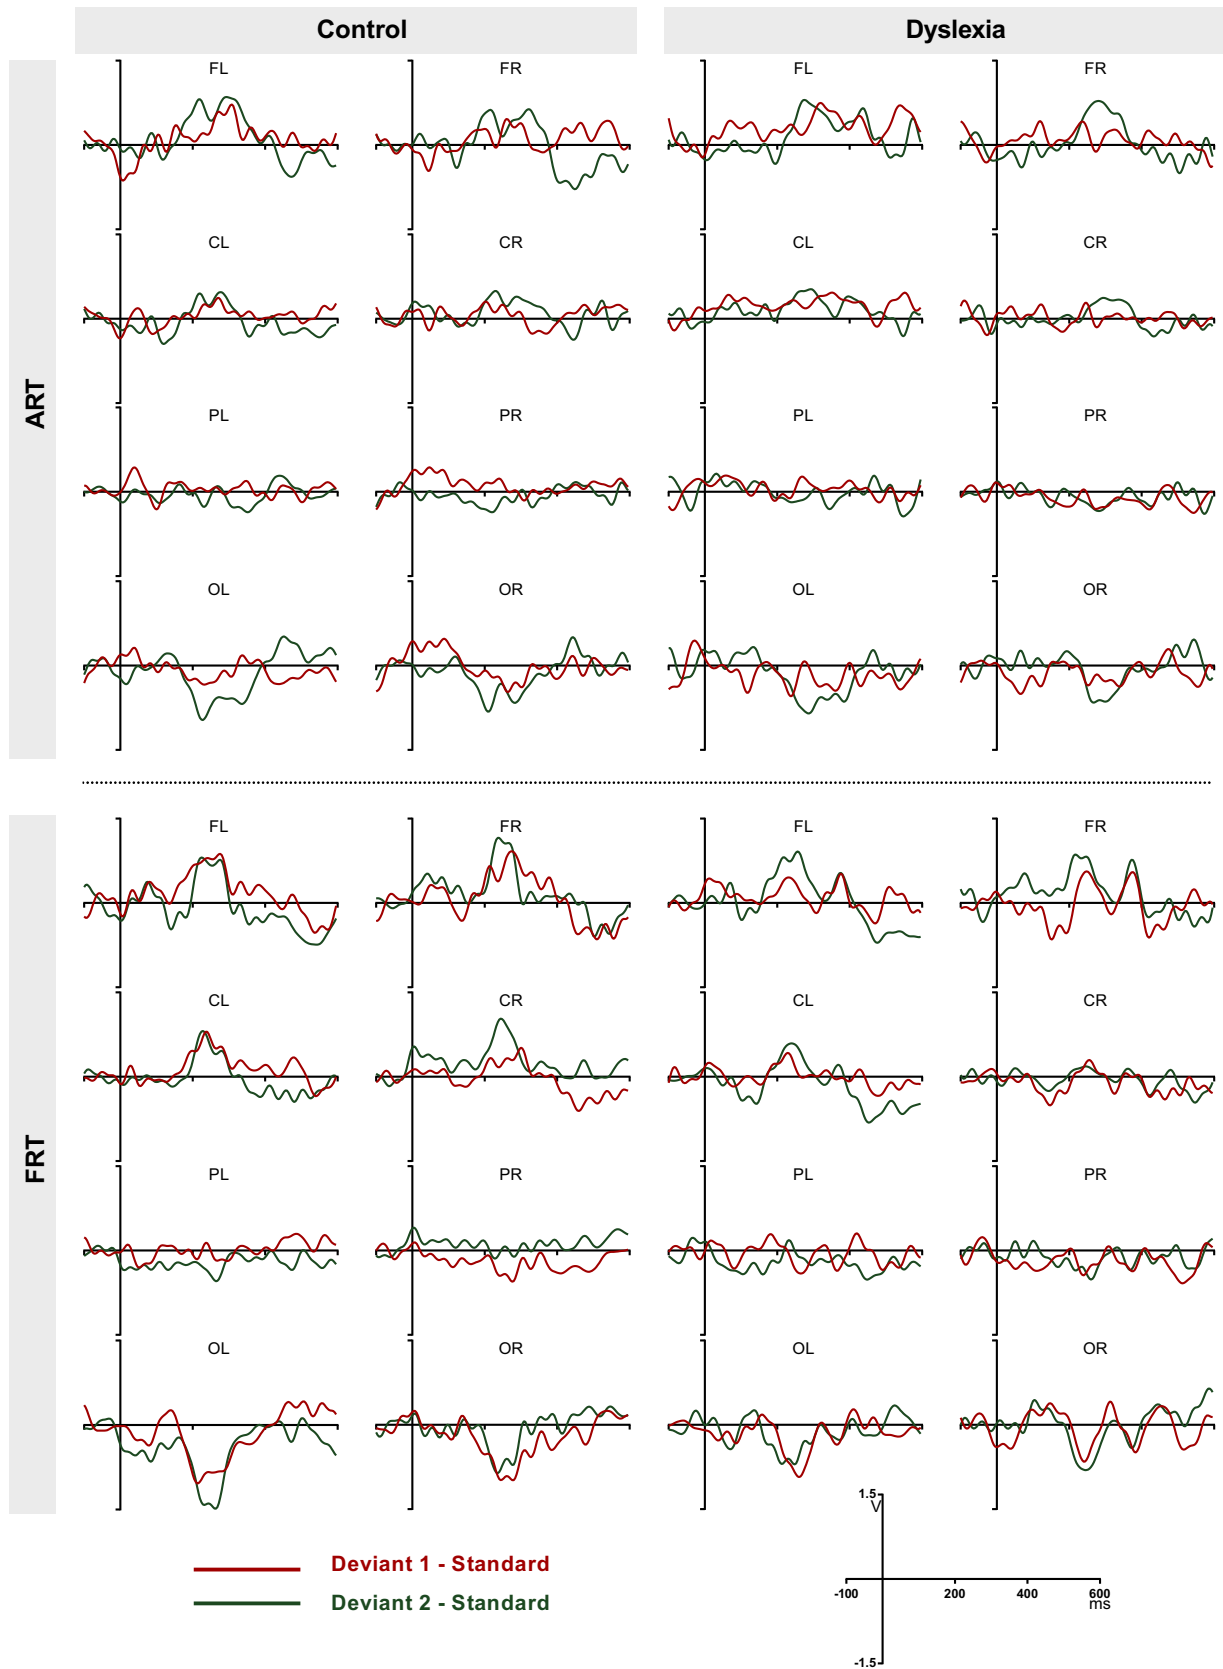 Control
Dyslexia
ART
FL
FR
FL
FR
CL
CR
CL
CR
PL
PR
PL
PR
OL
OR
OL
OR
FRT
FL
FR
FL
FR
CL
CR
CL
CR
PL
PR
PL
PR
OL
OR
OL
OR
Deviant 1 - Standard
Deviant 2 - Standard
1.5
V
-100
200
400
600
ms
-1.5